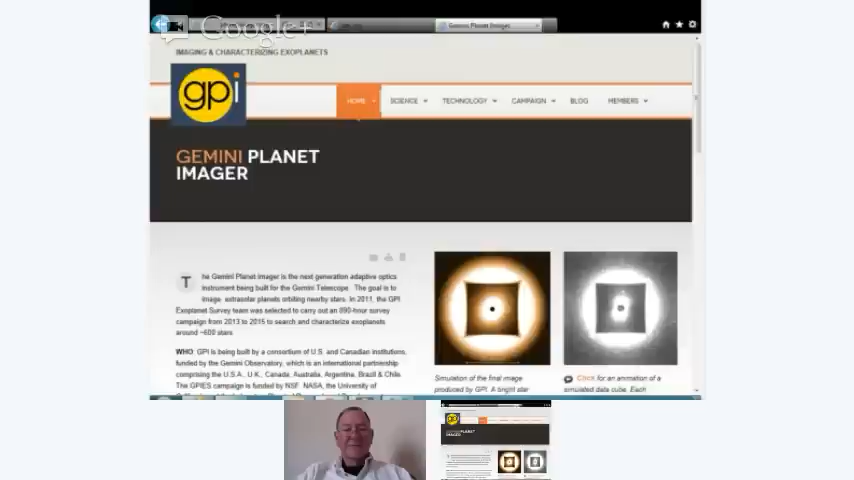 Google+
Gemini Planet Images
IMAGING & CHARACTERIZING EXOPLANETS
gpi
HOME
SCIENCE
TECHNOLOGY
CAMPAIGN
BLOG
MEMBERS
GEMINI PLANET
IMAGER
The Gemini Planet Imager is the next generation adaptive optics
instrument being built for the Gemini Telescope. The goal is to
image extrasolar planets orbiting nearby stars. In 2011, the GPI
Exoplanet Survey team was selected to carry out an 890-hour survey
campaign from 2013 to 2015 to search and characterize exoplanets
around ~600 stars.
WHO: GPI is being built by a consortium of U.S. and Canadian institutions,
funded by the Gemini Observatory, which is an international partnership
comprising the U.S.A., U.K., Canada, Australia, Argentina, Brazil & Chile.
The GPIES campaign is funded by NSF, NASA, the University of
Simulation of the final image
produced by GPI. A bright star
Click for an animation of a
simulated data cube. Each
gpi
GEMINI PLANET
IMAGER